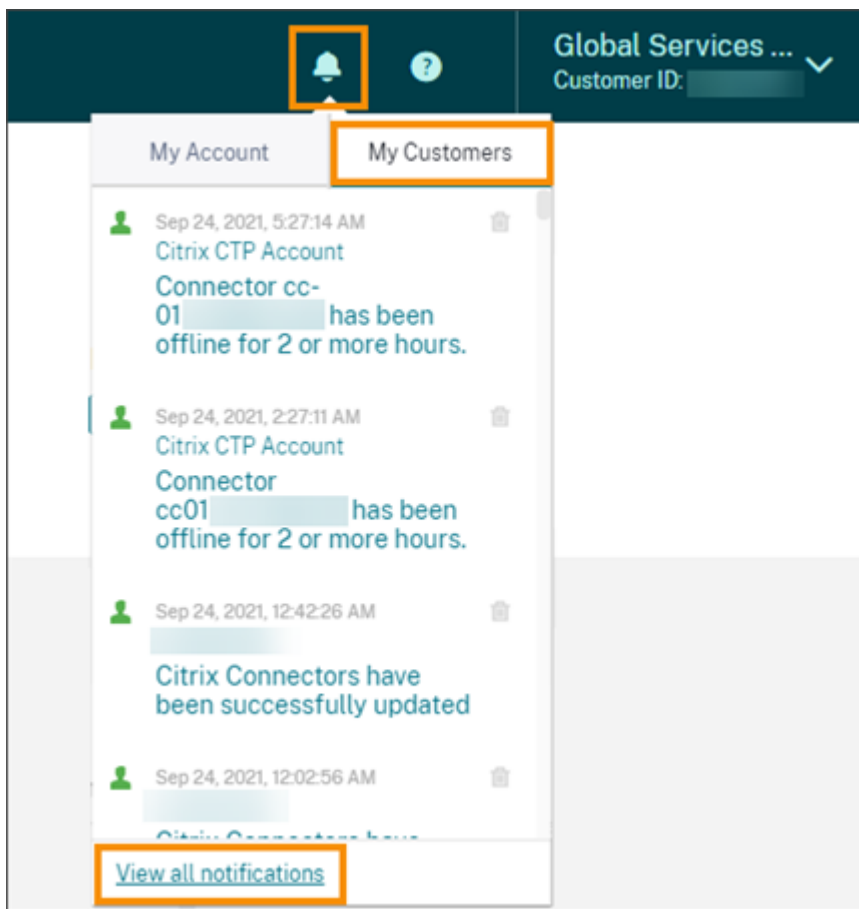 Global Services ...
Customer ID:
?
My Account
My Customers
Sep 24, 2021, 5:27:14 AM
Citrix CTP Account
Connector cc-
01 has been
offline for 2 or more hours.
Sep 24, 2021, 2:27:11 AM
Citrix CTP Account
Connector
cc01 has been
offline for 2 or more hours.
Sep 24, 2021, 12:42:26 AM
Citrix Connectors have
been successfully updated
Sep 24, 2021, 12:02:56 AM
Citrix Connectors have
View all notifications